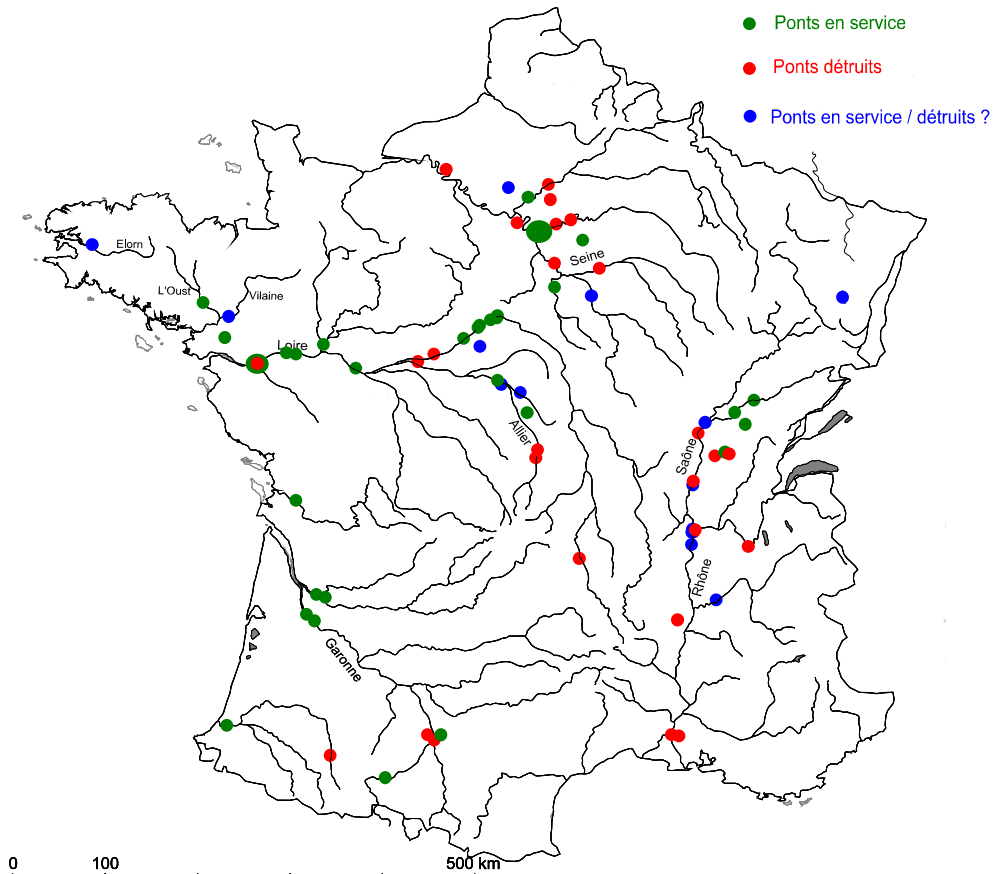 Ponts en service
Ponts détruits
Ponts en service / détruits ?
Elorn
L'Oust
Vilaine
Seine
Loire
Allier
Saône
Rhône
Garonne
0 100 500 km